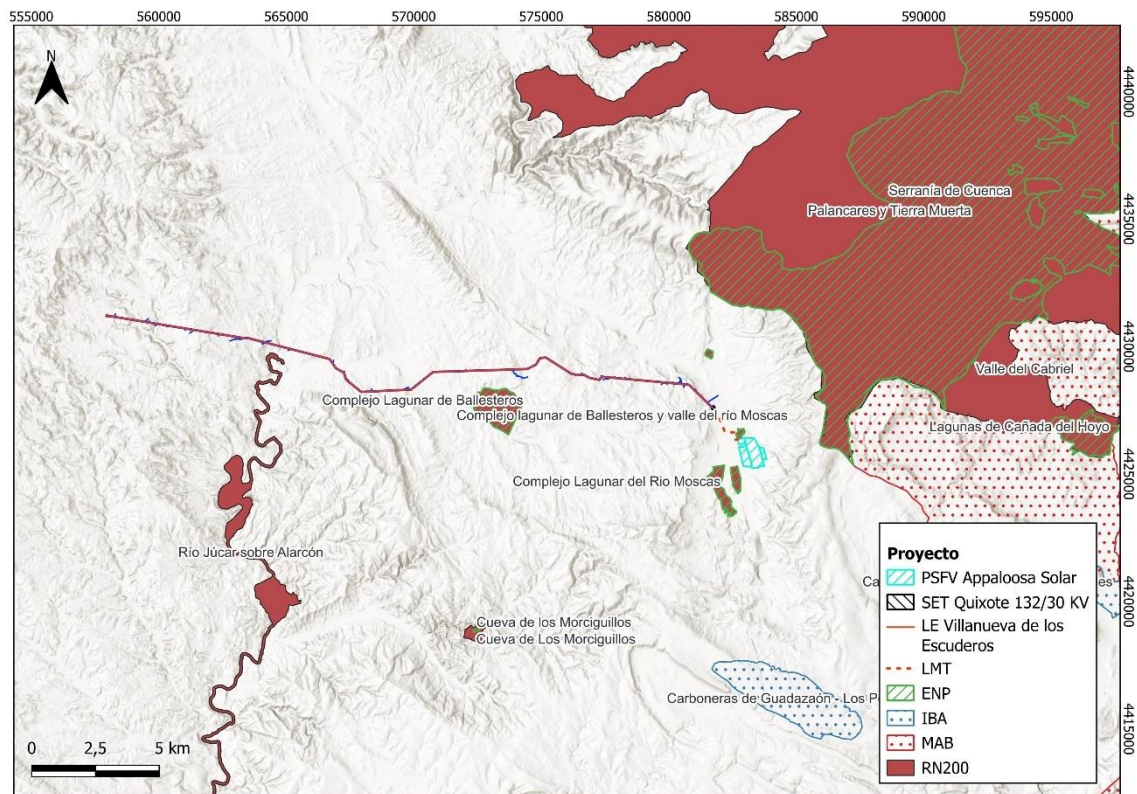 555000 560000 565000 570000 575000 580000 585000 590000 595000
N
4440000
4435000
4430000
4425000
4420000
4415000
Serranía de Cuenca
Palancares y Tierra Muerta
Valle del Cabriel
Complejo Lagunar de Ballesteros
Complejo lagunar de Ballesteros y valle del río Moscas
Lagunas de Cañada del Hoyo
Complejo Lagunar del Rio Moscas
Río Júcar sobre Alarcón
Cueva de los Morciguillos
Cueva de Los Morciguillos
Carboneras de Guadazaón - Los P
Ca
es
0 2,5 5 km
Proyecto
PSFV Appaloosa Solar
SET Quixote 132/30 KV
LE Villanueva de los
Escuderos
LMT
ENP
IBA
MAB
RN200